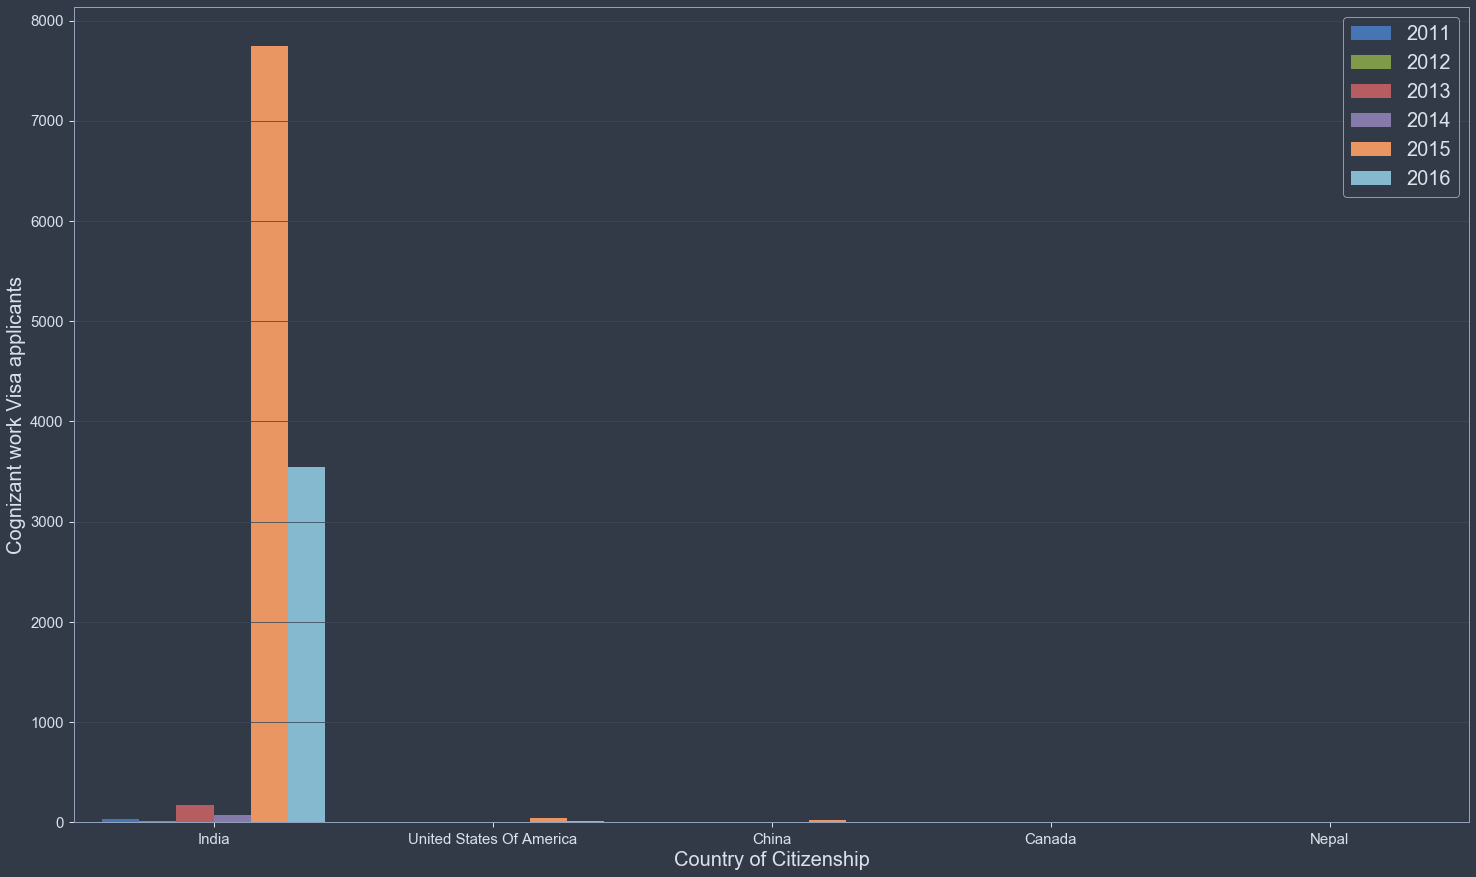 8000
7000
6000
5000
4000
3000
2000
1000
0
Cognizant work Visa applicants
2011
2012
2013
2014
2015
2016
India
United States Of America
China
Canada
Nepal
Country of Citizenship